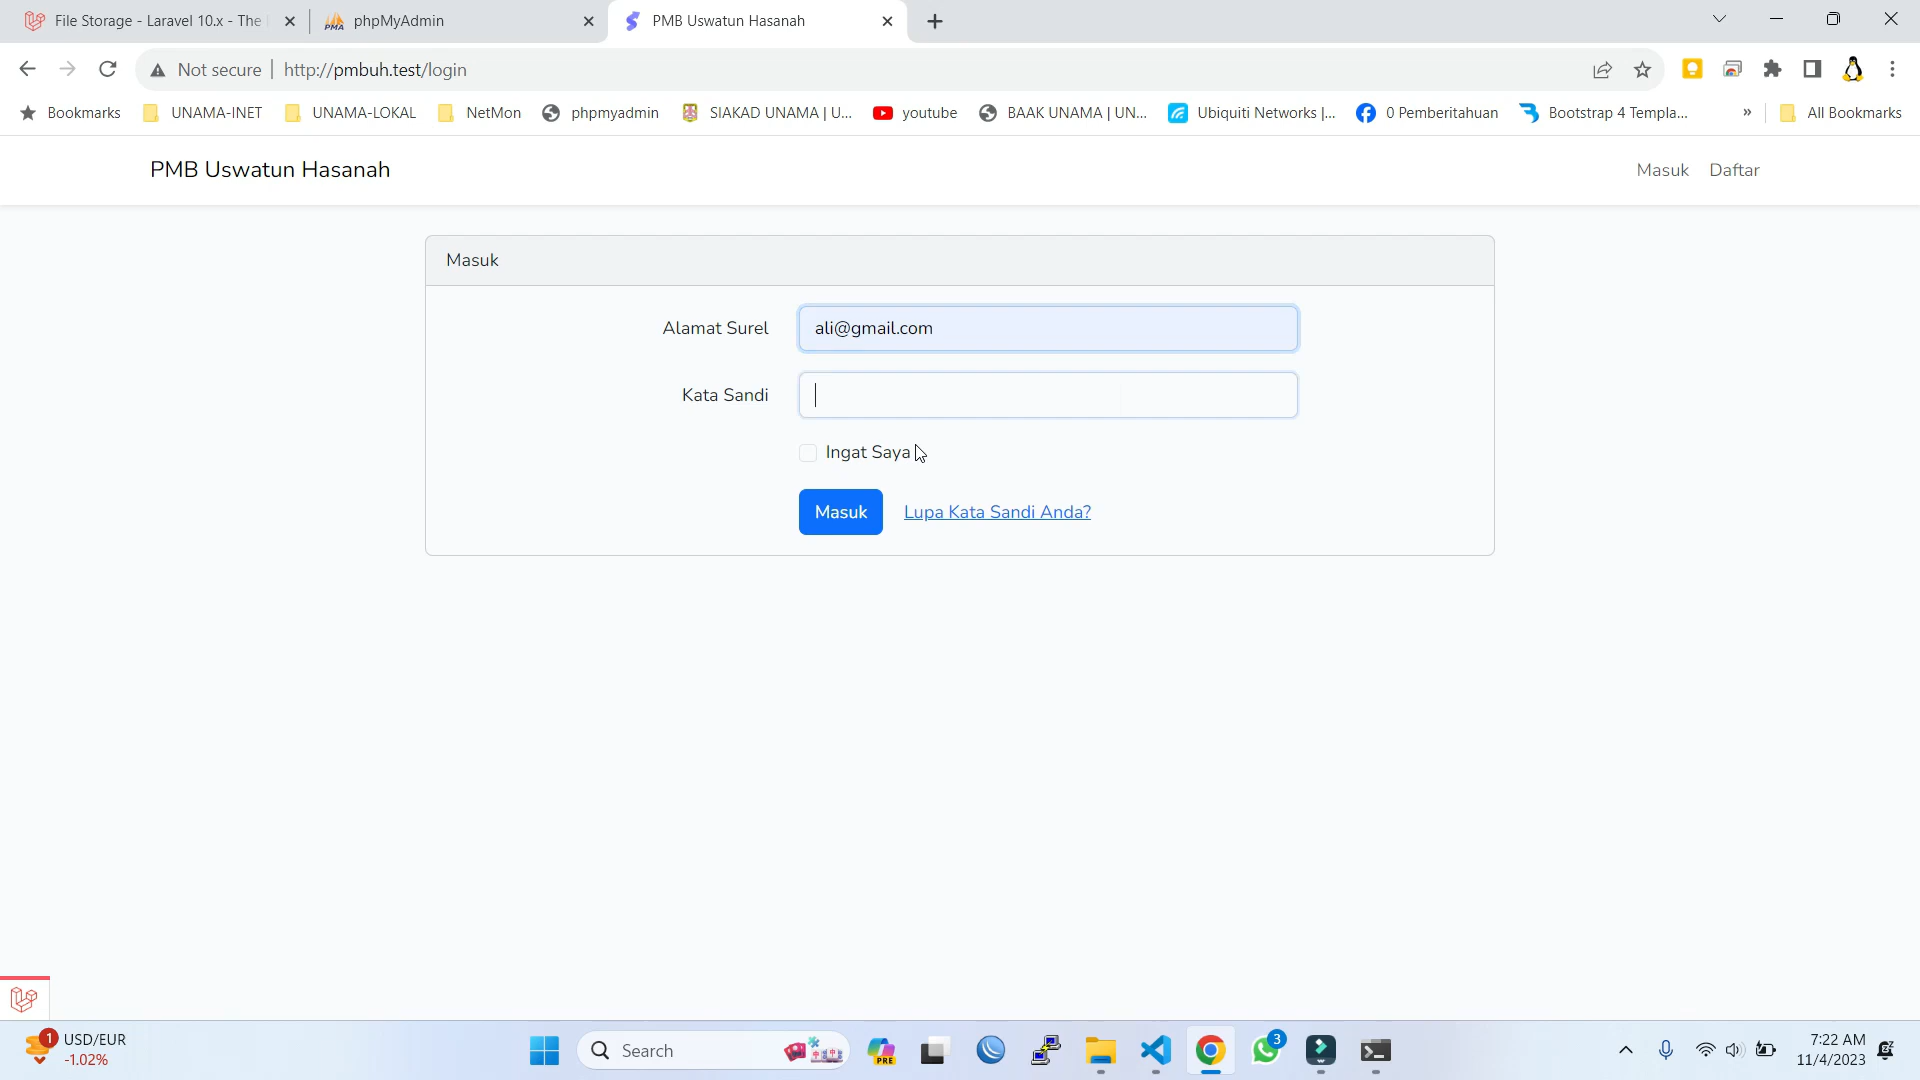 File Storage - Laravel 10.x - The
phpMyAdmin
PMB Uswatun Hasanah
Not secure
http://pmbuh.test/login
Bookmarks
UNAMA-INET
UNAMA-LOKAL
NetMon
phpmyadmin
SIAKAD UNAMA | U...
youtube
BAAK UNAMA | UN...
Ubiquiti Networks |...
0 Pemberitahuan
Bootstrap 4 Templa...
»
All Bookmarks
PMB Uswatun Hasanah
Masuk
Daftar
Masuk
Alamat Surel
ali@gmail.com
Kata Sandi
Ingat Saya
Masuk
Lupa Kata Sandi Anda?
1
USD/EUR
-1.02%
Search
PRE
3
7:22 AM
11/4/2023